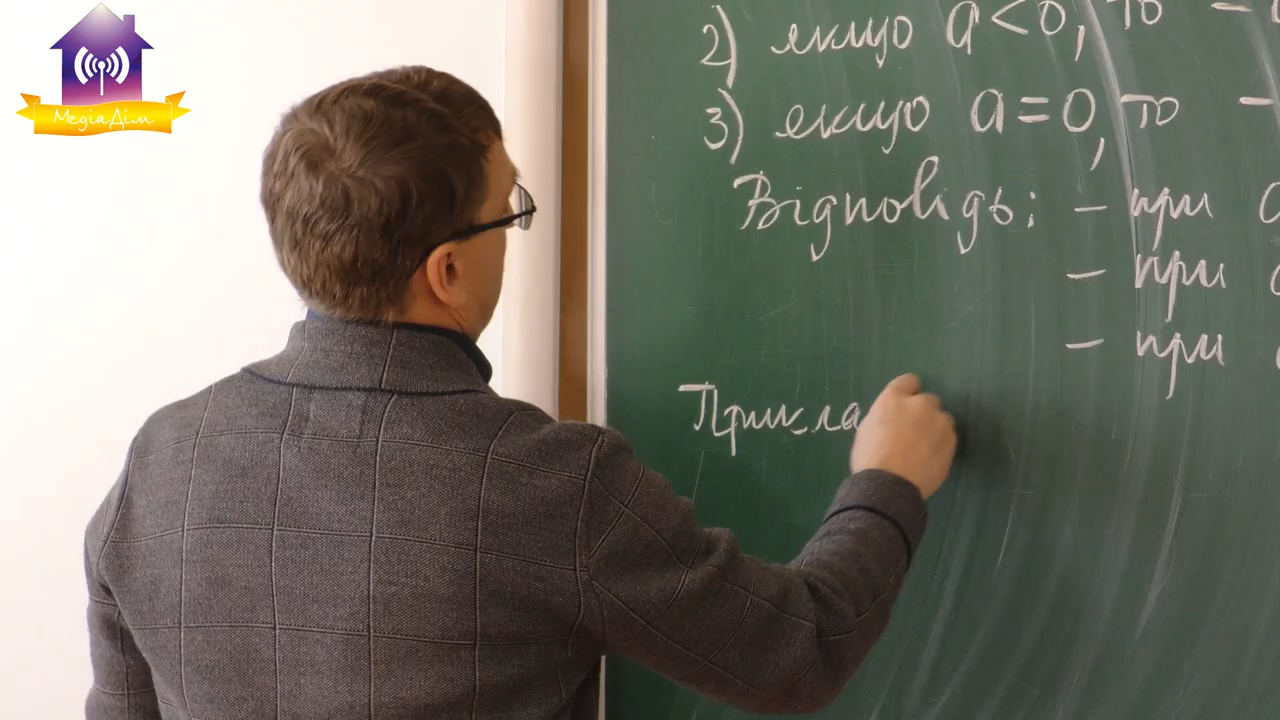 МедіаДім
2) якщо a < 0, то -
3) якщо a = 0, то -
Відповідь: - при
- при
- при
Прикла